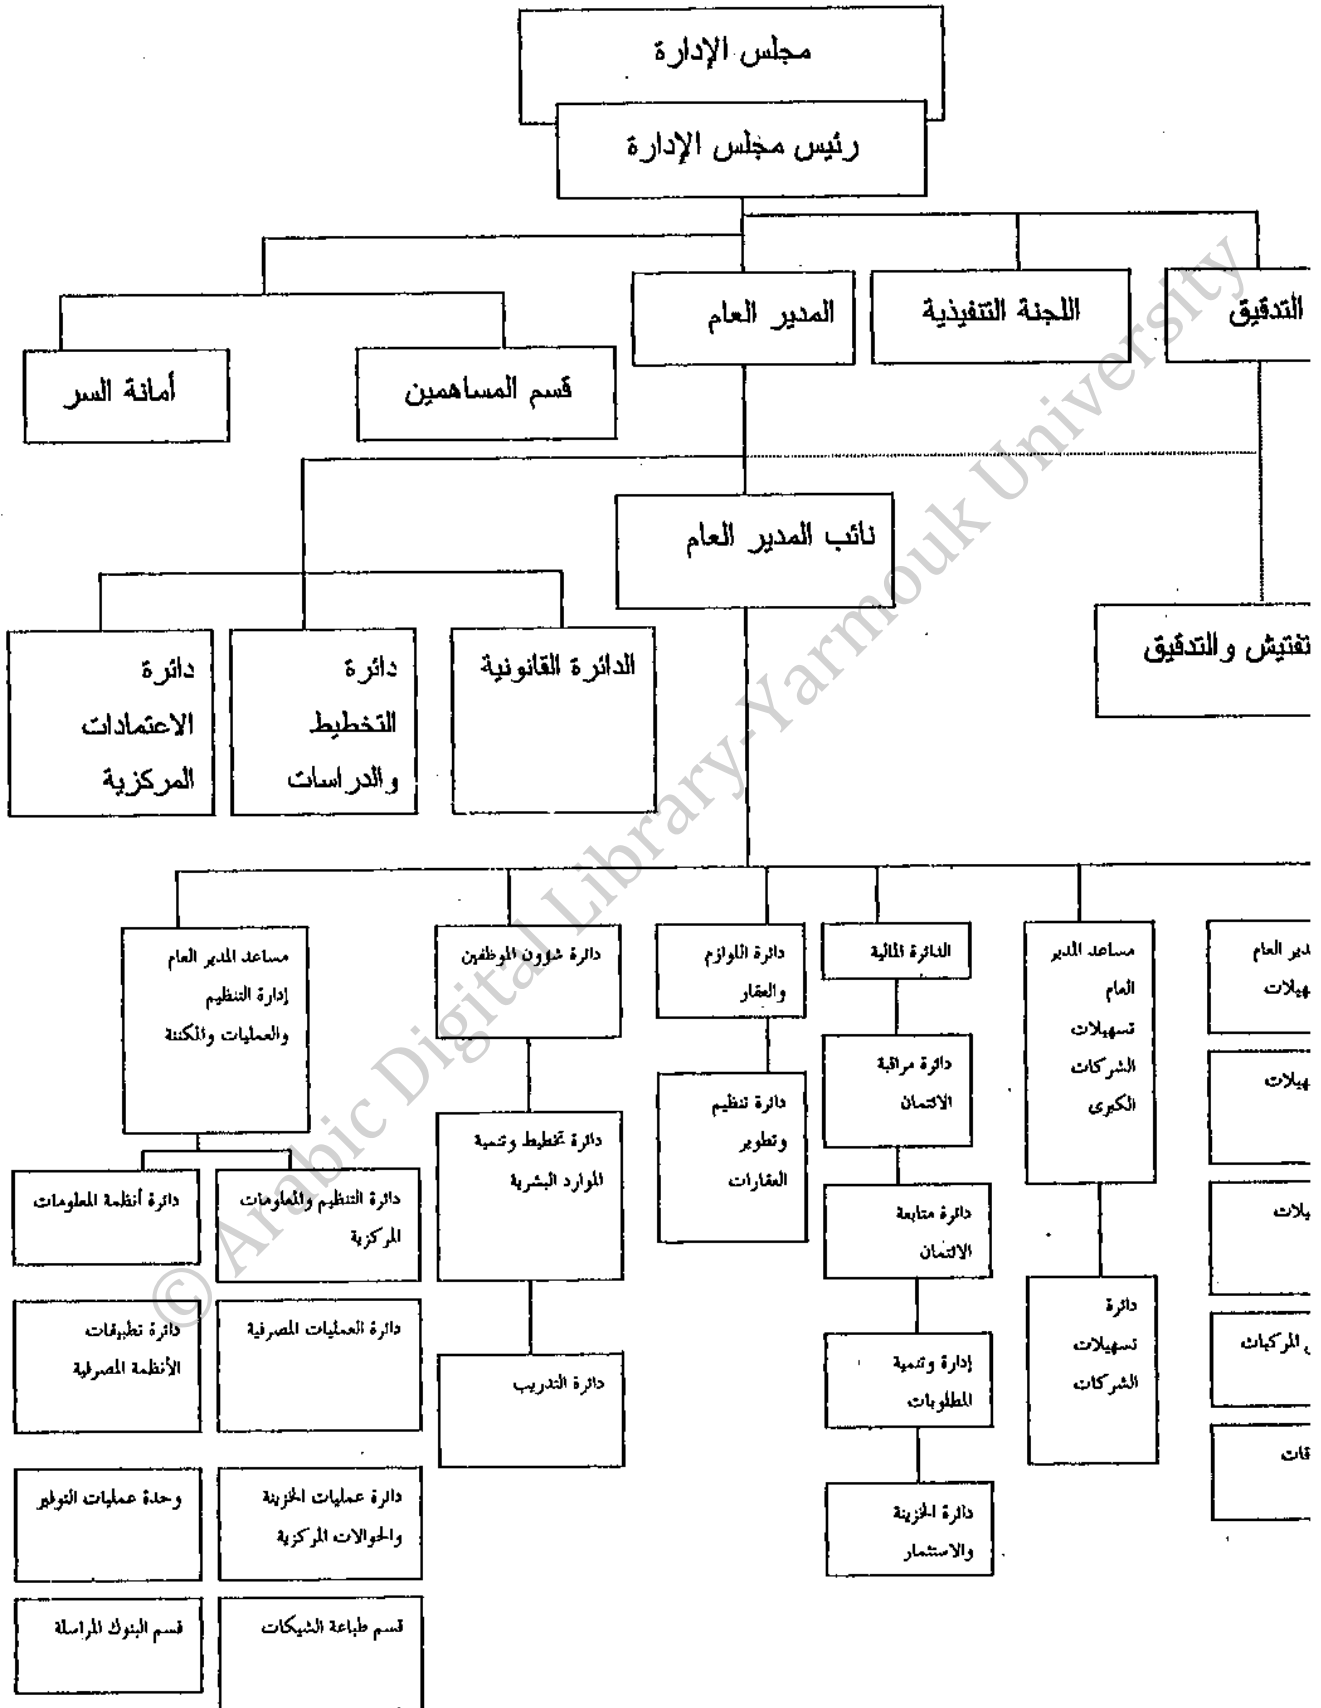 مجلس الإدارة
رئيس مجلس الإدارة
التدقيق
اللجنة التنفيذية
المدير العام
قسم المساهمين
أمانة السر
نائب المدير العام
تفتيش والتدقيق
الدائرة القانونية
دائرة
التخطيط
والدراسات
دائرة
الاعتمادات
المركزية
مدير العام
تسهيلات
تسهيلات
المركبات
مساعد المدير
العام
تسهيلات
الشركات
الكبرى
دائرة
تسهيلات
الشركات
الدائرة المالية
دائرة مراقبة
الائتمان
دائرة متابعة
الائتمان
إدارة وتنمية
المطلوبات
دائرة الخزينة
والاستثمار
دائرة اللوازم
والعقار
دائرة تنظيم
وتطوير
العقارات
دائرة شؤون الموظفين
دائرة تخطيط وتنمية
الموارد البشرية
دائرة التدريب
مساعد المدير العام
إدارة التنظيم
والعمليات والمكننة
دائرة التنظيم والمعلومات
المركزية
دائرة العمليات المصرفية
دائرة عمليات الخزينة
والحوالات المركزية
قسم طباعة الشيكات
دائرة أنظمة المعلومات
دائرة تطبيقات
الأنظمة المصرفية
وحدة عمليات التوفير
قسم البنوك المراسلة
© Arabic Digital Library-Yarmouk University